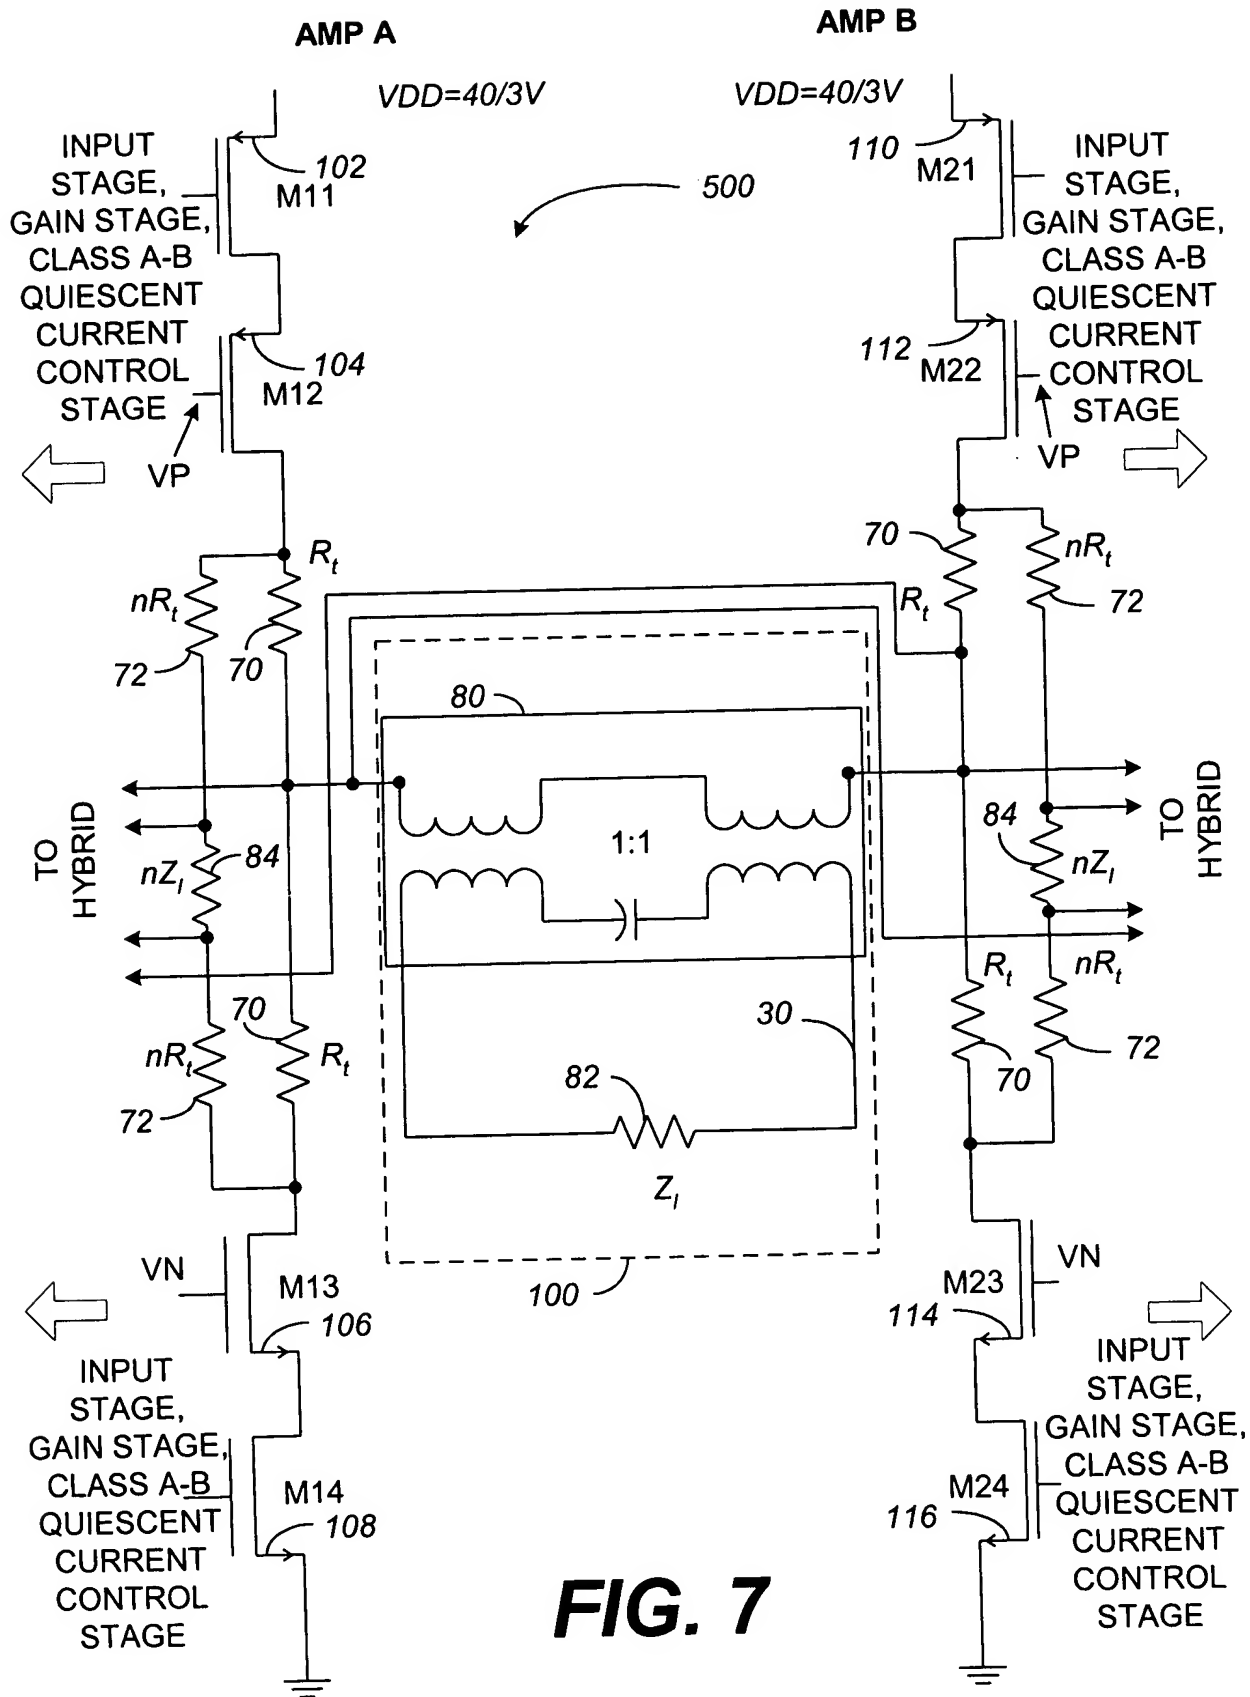 AMP A
AMP B
VDD=40/3V
VDD=40/3V
INPUT
STAGE,
GAIN STAGE,
CLASS A-B
QUIESCENT
CURRENT
CONTROL
STAGE
102
M11
500
110
M21
INPUT
STAGE,
GAIN STAGE,
CLASS A-B
QUIESCENT
CURRENT
CONTROL
STAGE
104
M12
112
M22
VP
VP
Rt
nRt
72
70
70
Rt
nRt
72
80
TO
HYBRID
84
nZl
1:1
84
nZl
TO
HYBRID
70
nRt
Rt
72
30
82
Zl
Rt
nRt
70
72
VN
M13
106
100
M23
114
VN
INPUT
STAGE,
GAIN STAGE,
CLASS A-B
QUIESCENT
CURRENT
CONTROL
STAGE
M14
108
M24
116
INPUT
STAGE,
GAIN STAGE,
CLASS A-B
QUIESCENT
CURRENT
CONTROL
STAGE
FIG. 7